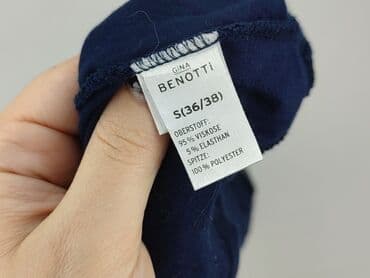 GINA
BENOTTI
S(36/38)
OBERSTOFF:
95% VISKOSE
5% ELASTHAN
SPITZE:
100% POLYESTER